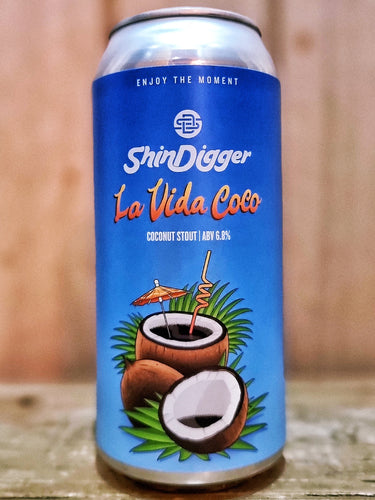 ENJOY THE MOMENT
ShinDigger
La Vida Coco
COCONUT STOUT | ABV 6.8%